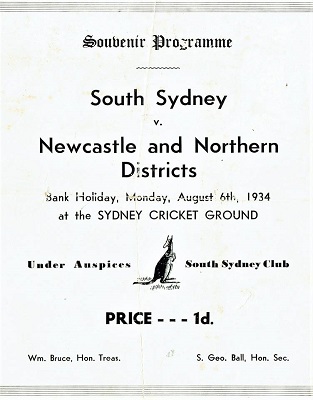 Souvenir Programme
South Sydney
v.
Newcastle and Northern
Districts
Bank Holiday, Monday, August 6th, 1934
at the SYDNEY CRICKET GROUND
Under Auspices South Sydney Club
PRICE - - - 1d.
Wm. Bruce, Hon. Treas. S. Geo. Ball, Hon. Sec.